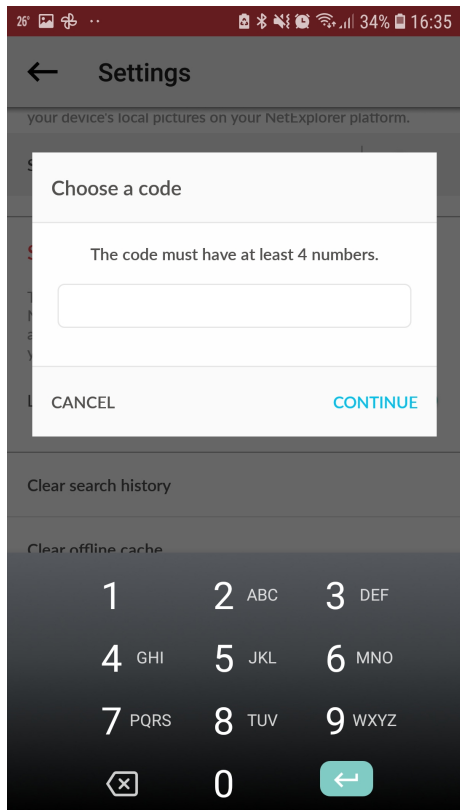 26° 34% 16:35
Settings
your device's local pictures on your NetExplorer platform.
Choose a code
The code must have at least 4 numbers.
CANCEL CONTINUE
Clear search history
Clear offline cache
1 2 ABC 3 DEF
4 GHI 5 JKL 6 MNO
7 PQRS 8 TUV 9 WXYZ
0